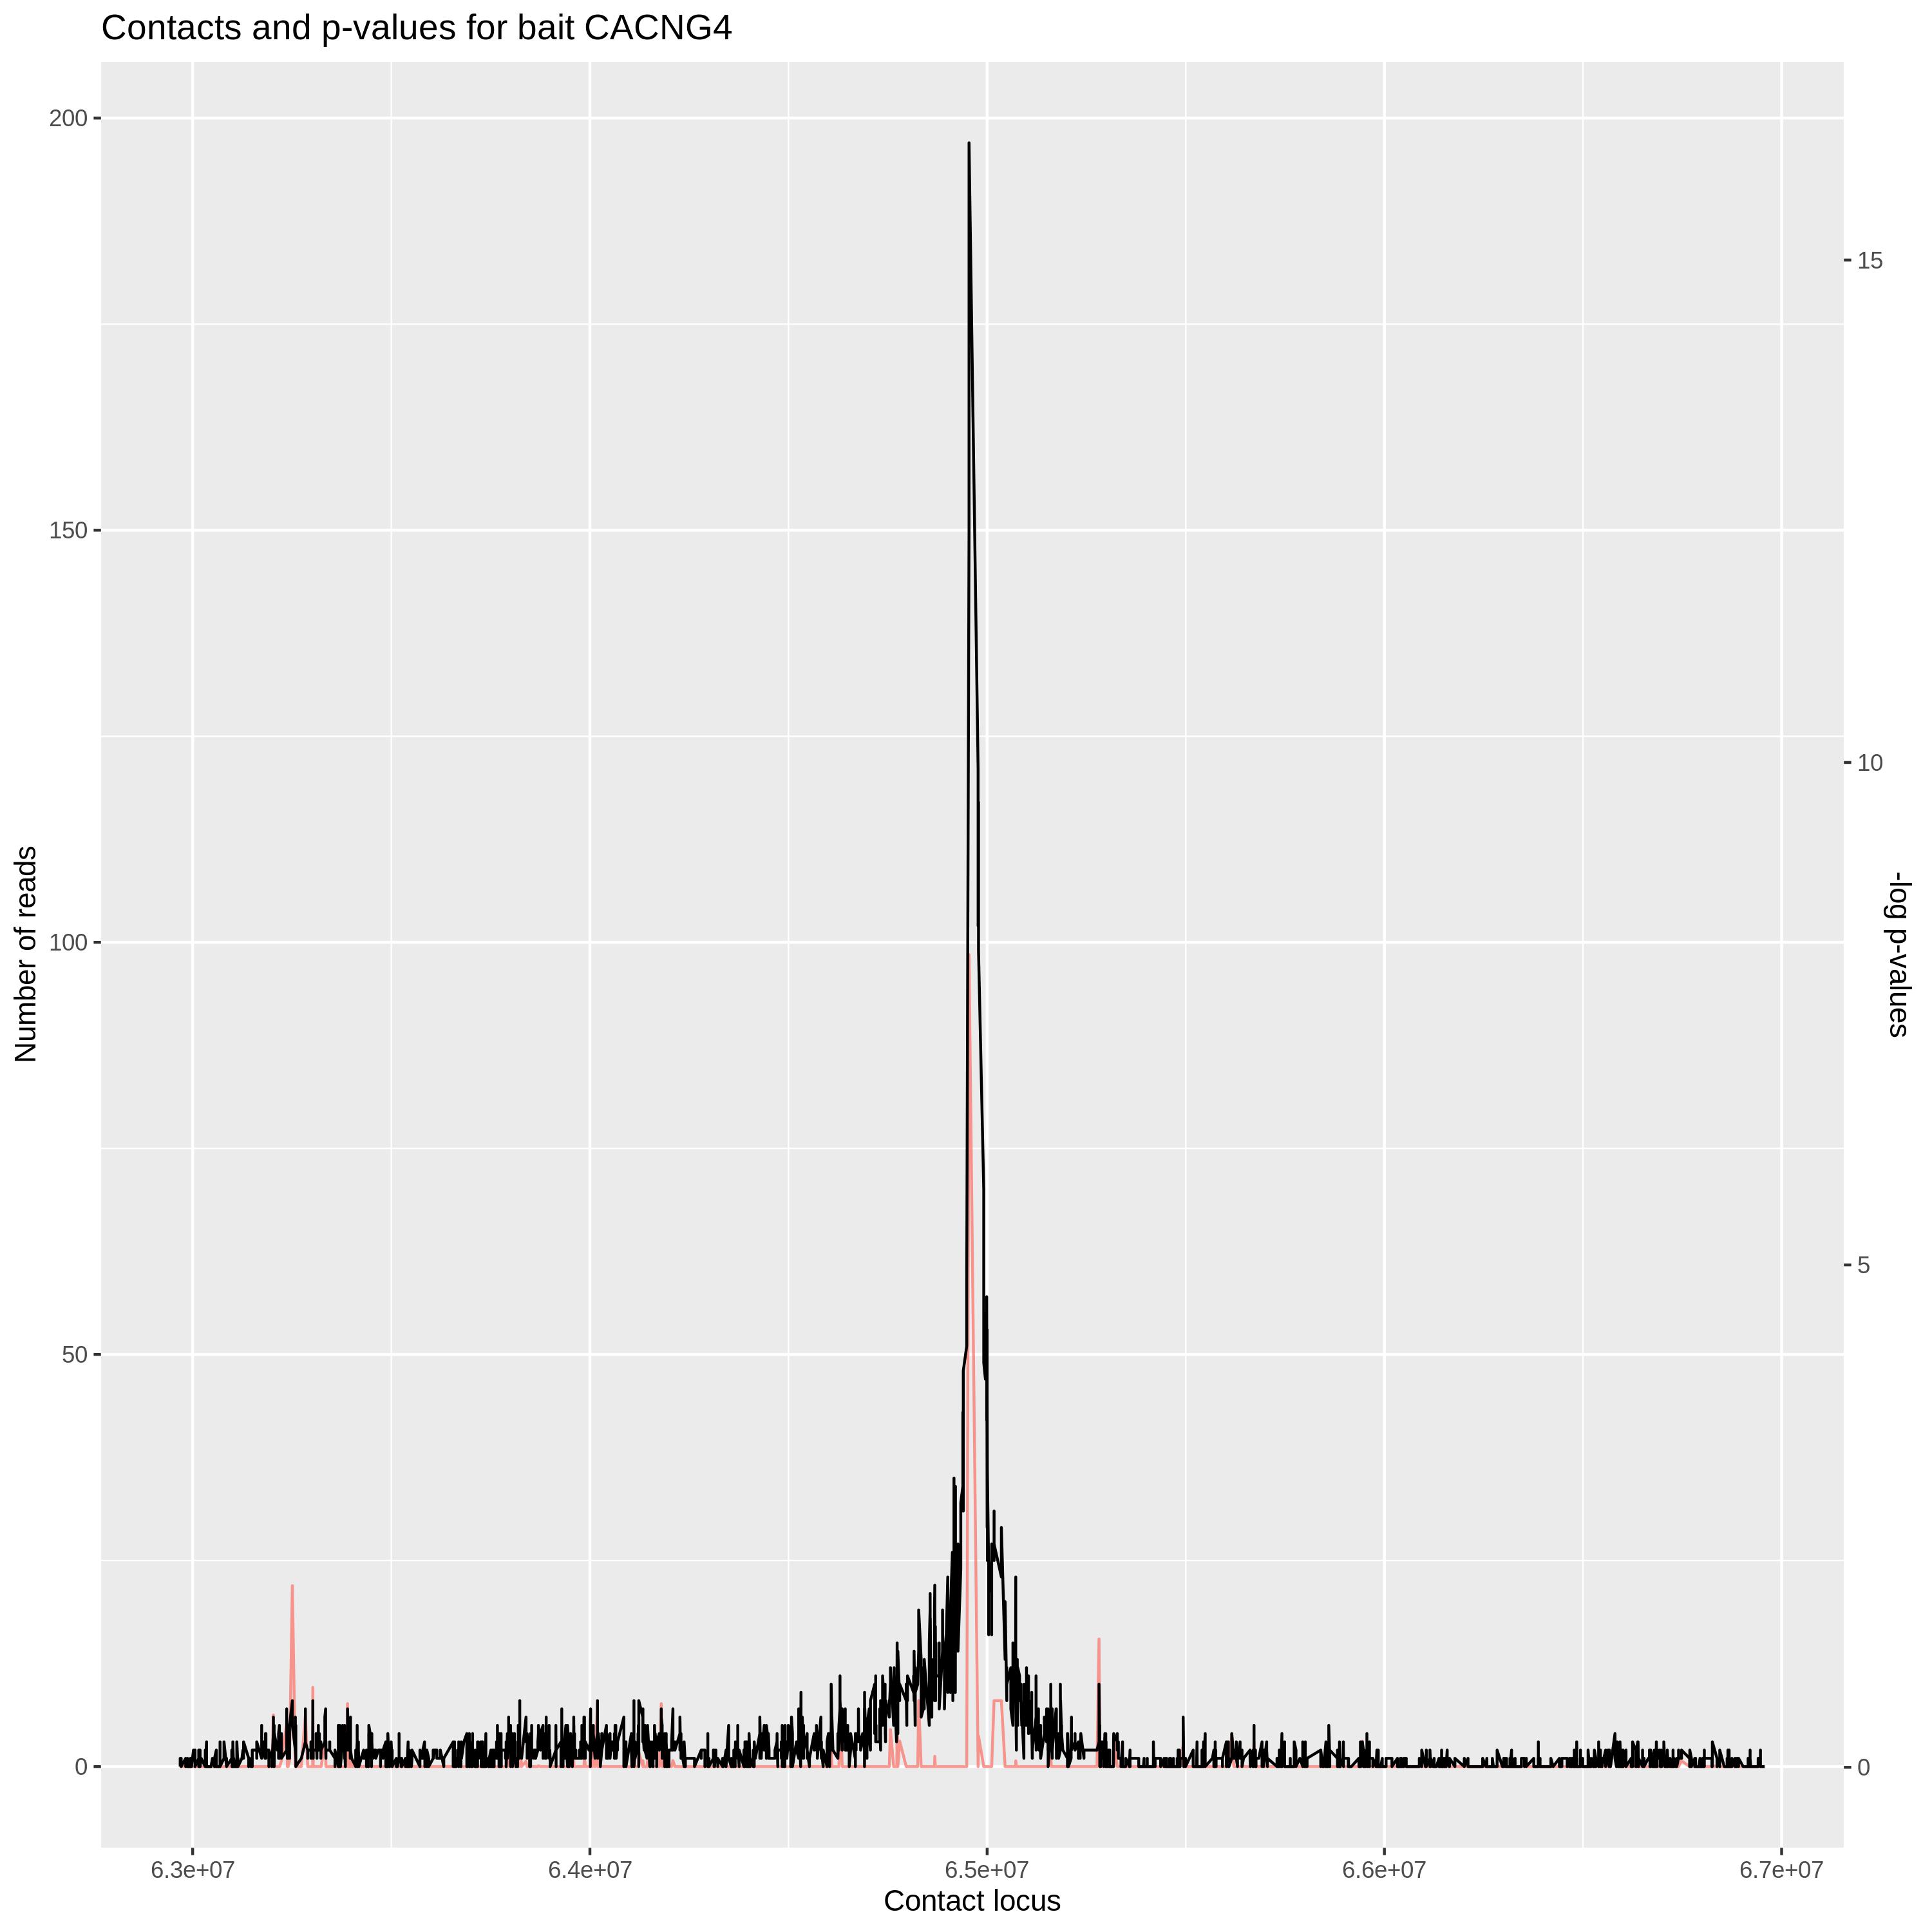 Contacts and p-values for bait CACNG4
200
150
100
50
0
Number of reads
15
10
5
0
-log p-values
6.3e+07
6.4e+07
6.5e+07
6.6e+07
6.7e+07
Contact locus